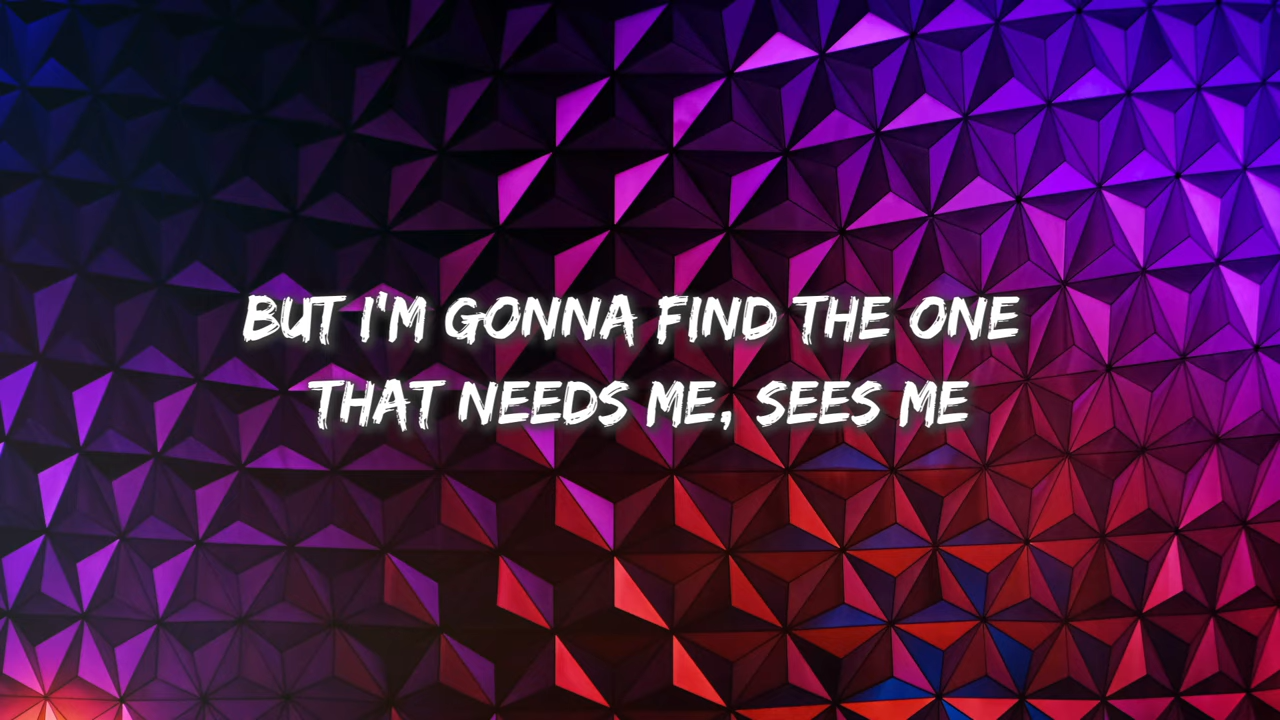 BUT I'M GONNA FIND THE ONE
THAT NEEDS ME, SEES ME